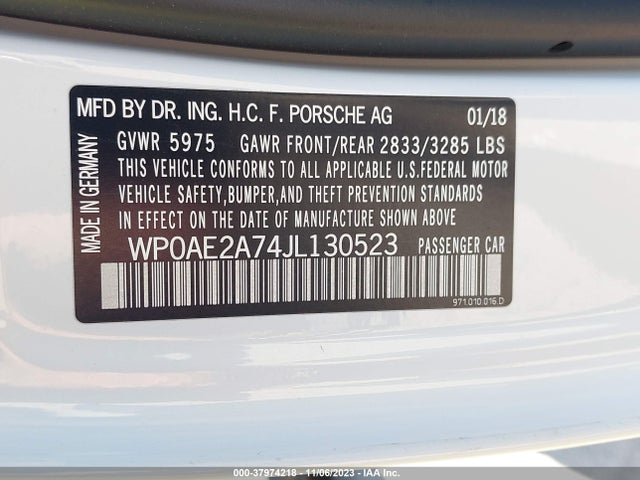 MFD BY DR. ING. H.C. F. PORSCHE AG 01/18
GVWR 5975 GAWR FRONT/REAR 2833/3285 LBS
THIS VEHICLE CONFORMS TO ALL APPLICABLE U.S.FEDERAL MOTOR
VEHICLE SAFETY,BUMPER,AND THEFT PREVENTION STANDARDS
IN EFFECT ON THE DATE OF MANUFACTURE SHOWN ABOVE.
WP0AE2A74JL130523 PASSENGER CAR
971.010.016.D
MADE IN GERMANY
000-37974218 - 11/06/2023 - IAA Inc.